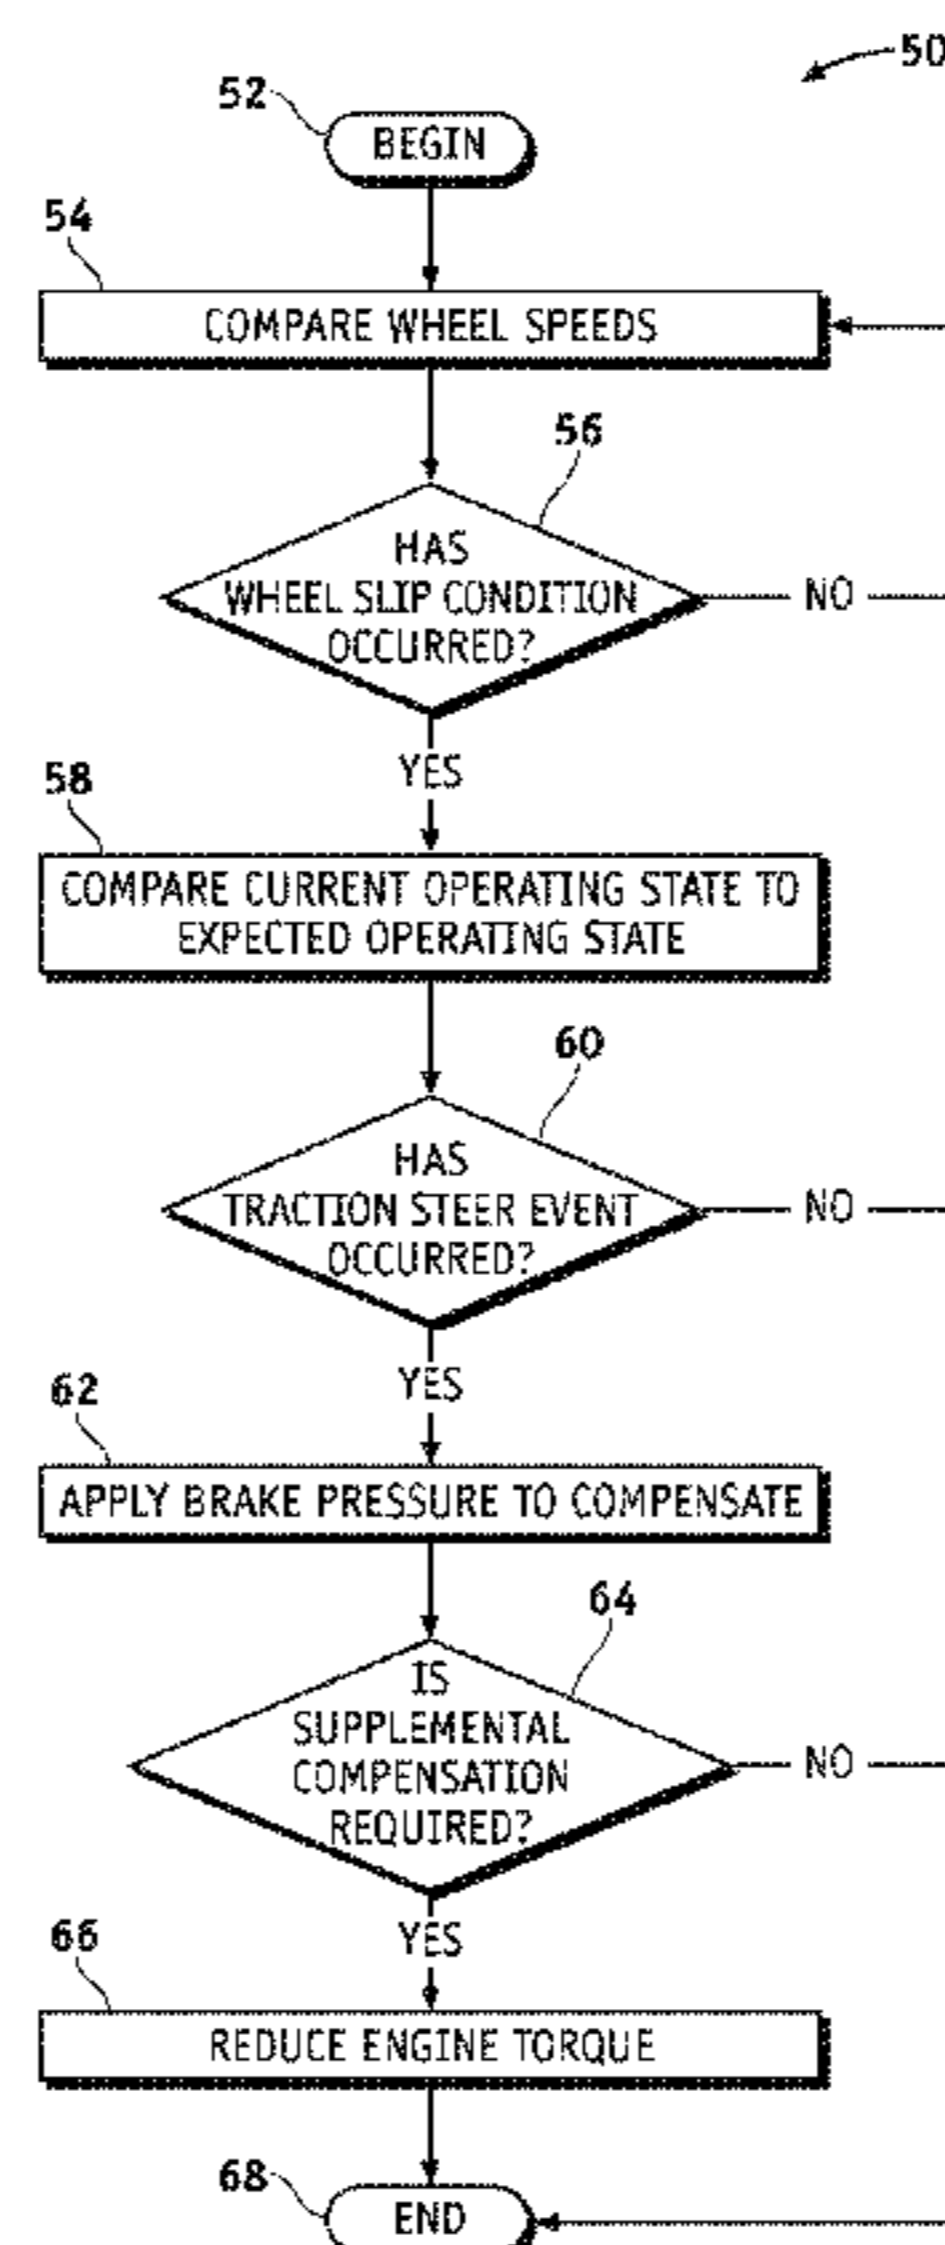 50
52
BEGIN
54
COMPARE WHEEL SPEEDS
56
HAS
WHEEL SLIP CONDITION
OCCURRED?
NO
YES
58
COMPARE CURRENT OPERATING STATE TO
EXPECTED OPERATING STATE
60
HAS
TRACTION STEER EVENT
OCCURRED?
NO
YES
62
APPLY BRAKE PRESSURE TO COMPENSATE
64
IS
SUPPLEMENTAL
COMPENSATION
REQUIRED?
NO
YES
66
REDUCE ENGINE TORQUE
68
END